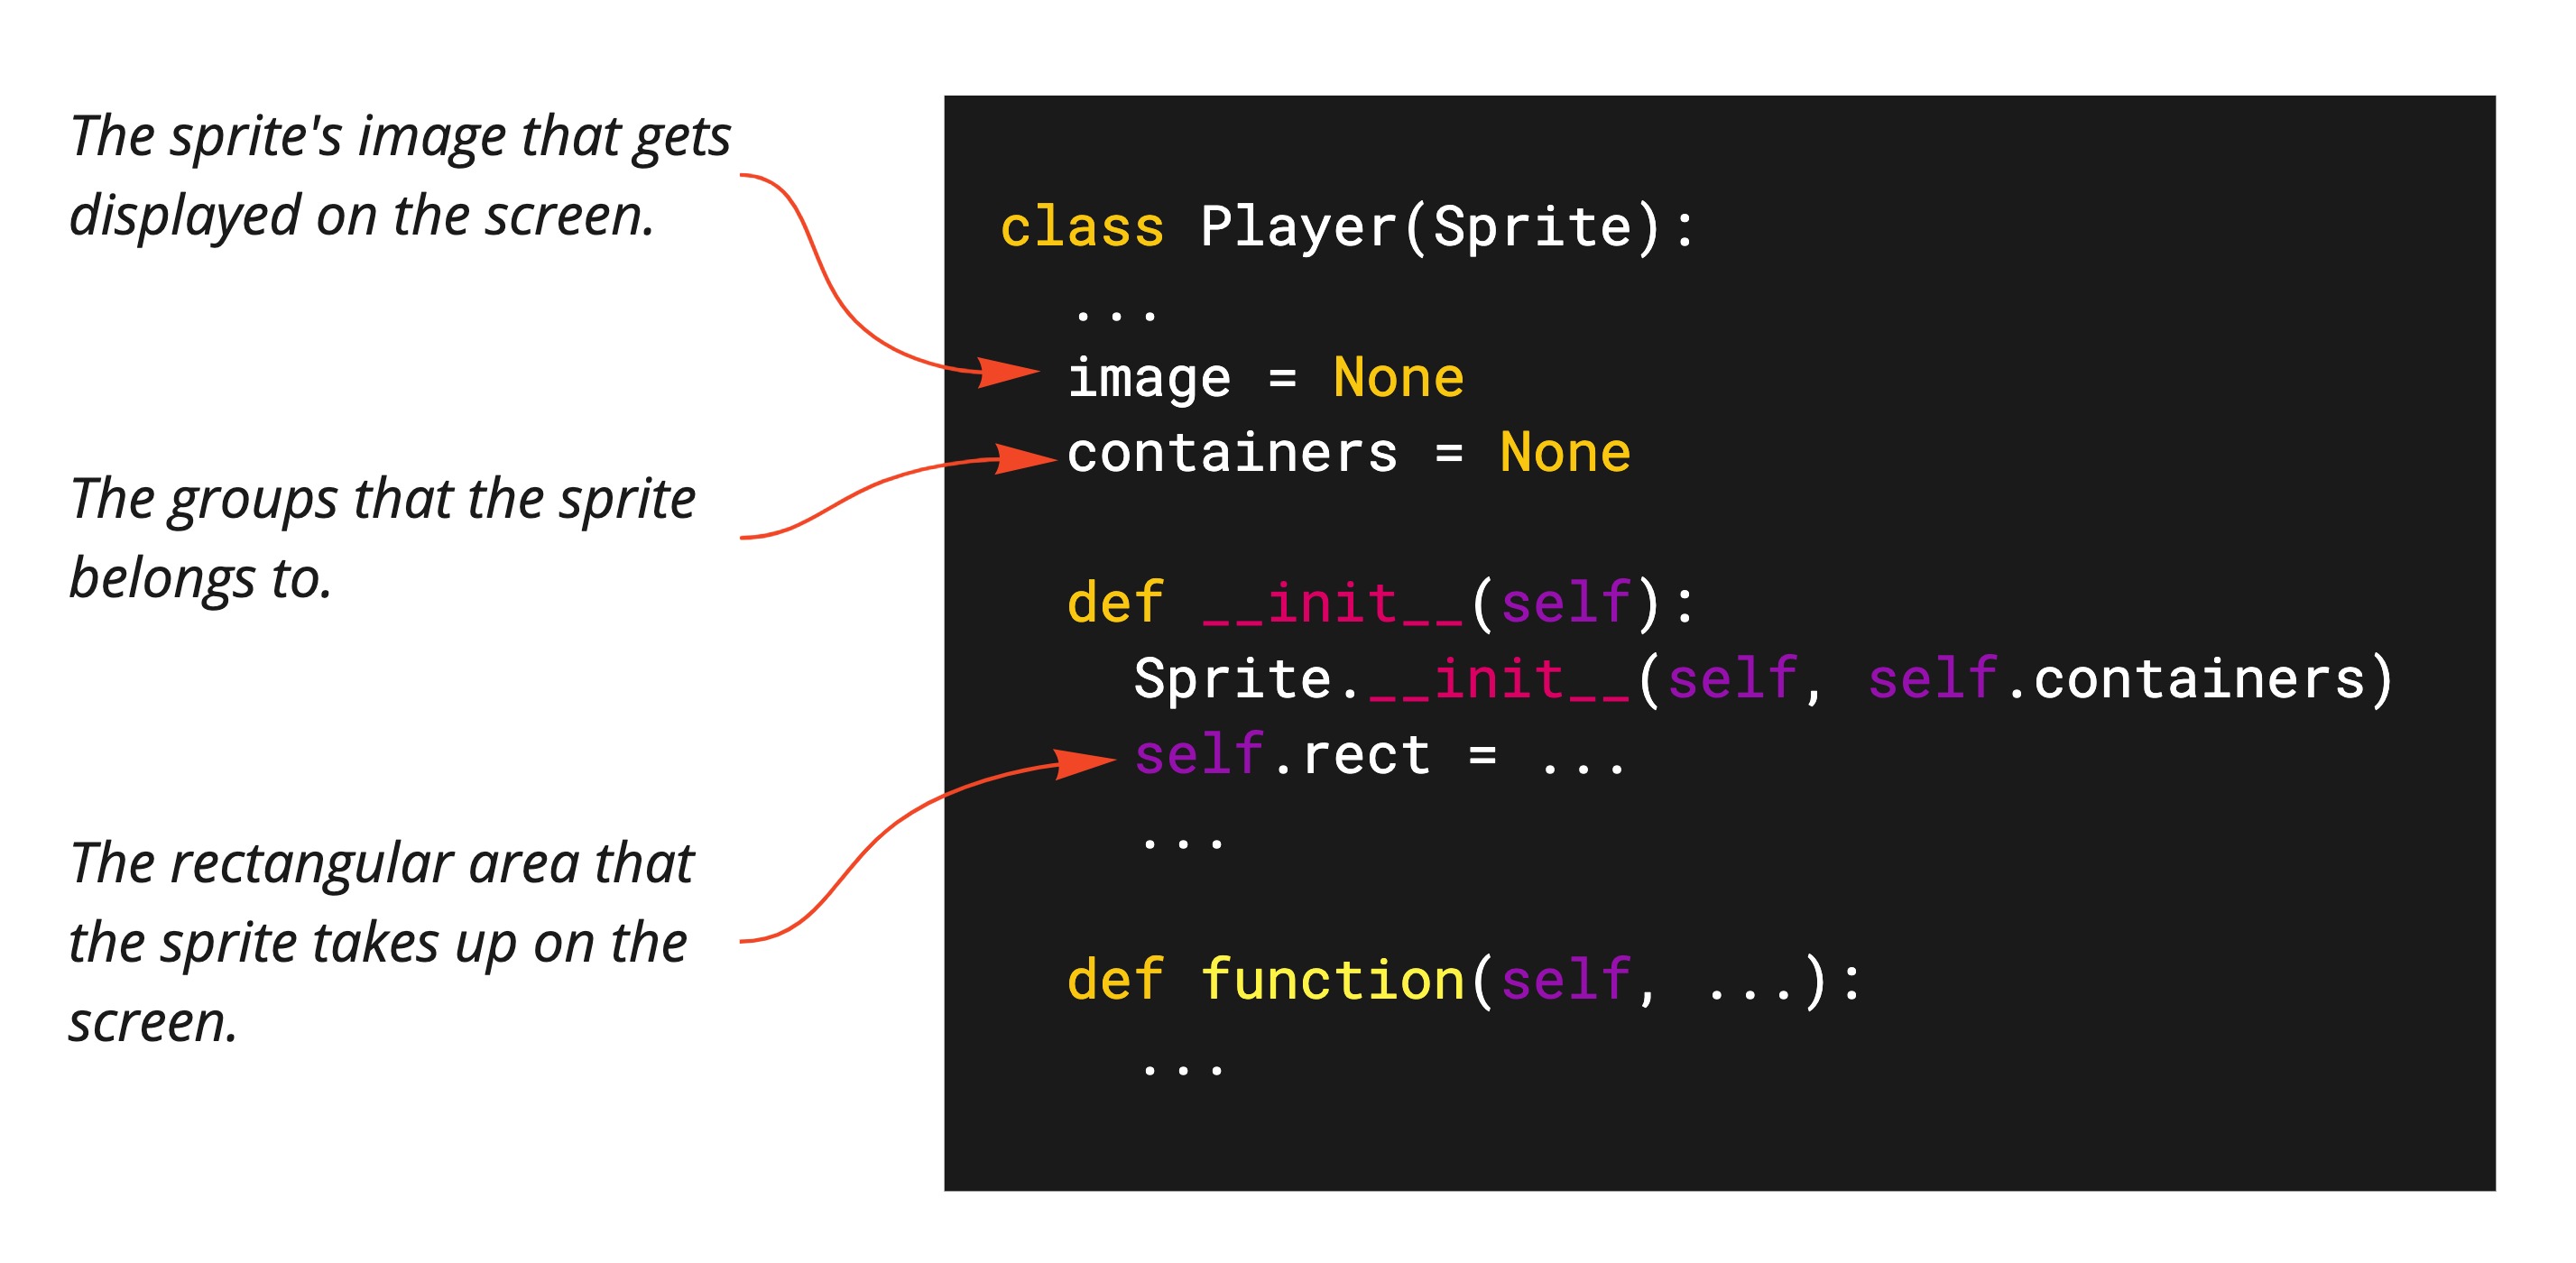 The sprite's image that gets
displayed on the screen.
The groups that the sprite
belongs to.
The rectangular area that
the sprite takes up on the
screen.
class Player(Sprite):
...
image = None
containers = None
def __init__(self):
Sprite.__init__(self, self.containers)
self.rect = ...
...
def function(self, ...):
...